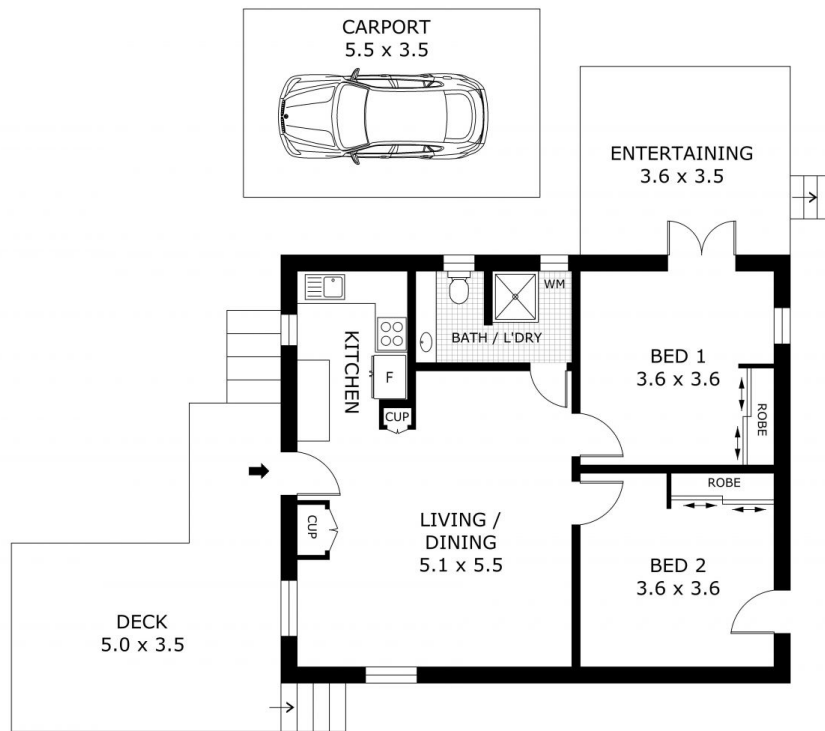 CARPORT
5.5 x 3.5
ENTERTAINING
3.6 x 3.5
WM
BATH / L'DRY
KITCHEN
F
CUP
BED 1
3.6 x 3.6
ROBE
ROBE
CUP
LIVING /
DINING
5.1 x 5.5
BED 2
3.6 x 3.6
DECK
5.0 x 3.5